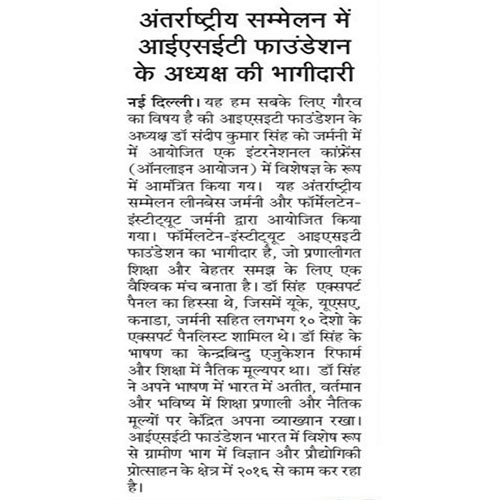 अंतर्राष्ट्रीय सम्मेलन में
आईएसईटी फाउंडेशन
के अध्यक्ष की भागीदारी
नई दिल्ली। यह हम सबके लिए गौरव
का विषय है की आइएसइटी फाउंडेशन के
अध्यक्ष डॉ संदीप कुमार सिंह को जर्मनी में
में आयोजित एक इंटरनेशनल कांफ्रेंस
(ऑनलाइन आयोजन) में विशेषज्ञ के रूप
में आमंत्रित किया गय। यह अंतर्राष्ट्रीय
सम्मेलन लीनबेस जर्मनी और फॉर्मेलटेन-
इंस्टीट्यूट जर्मनी द्वारा आयोजित किया
गया। फॉर्मेलटेन-इंस्टीट्यूट आइएसइटी
फाउंडेशन का भागीदार है, जो प्रणालीगत
शिक्षा और बेहतर समझ के लिए एक
वैश्विक मंच बनाता है। डॉ सिंह एक्सपर्ट
पैनल का हिस्सा थे, जिसमें यूके, यूएसए,
कनाडा, जर्मनी सहित लगभग १० देशो के
एक्सपर्ट पैनलिस्ट शामिल थे। डॉ सिंह के
भाषण का केन्द्रबिन्दु एजुकेशन रिफार्म
और शिक्षा में नैतिक मूल्यपर था। डॉ सिंह
ने अपने भाषण में भारत में अतीत, वर्तमान
और भविष्य में शिक्षा प्रणाली और नैतिक
मूल्यों पर केंद्रित अपना व्याख्यान रखा।
आईएसईटी फाउंडेशन भारत में विशेष रूप
से ग्रामीण भाग में विज्ञान और प्रौद्योगिकी
प्रोत्साहन के क्षेत्र में २०१६ से काम कर रहा
है।